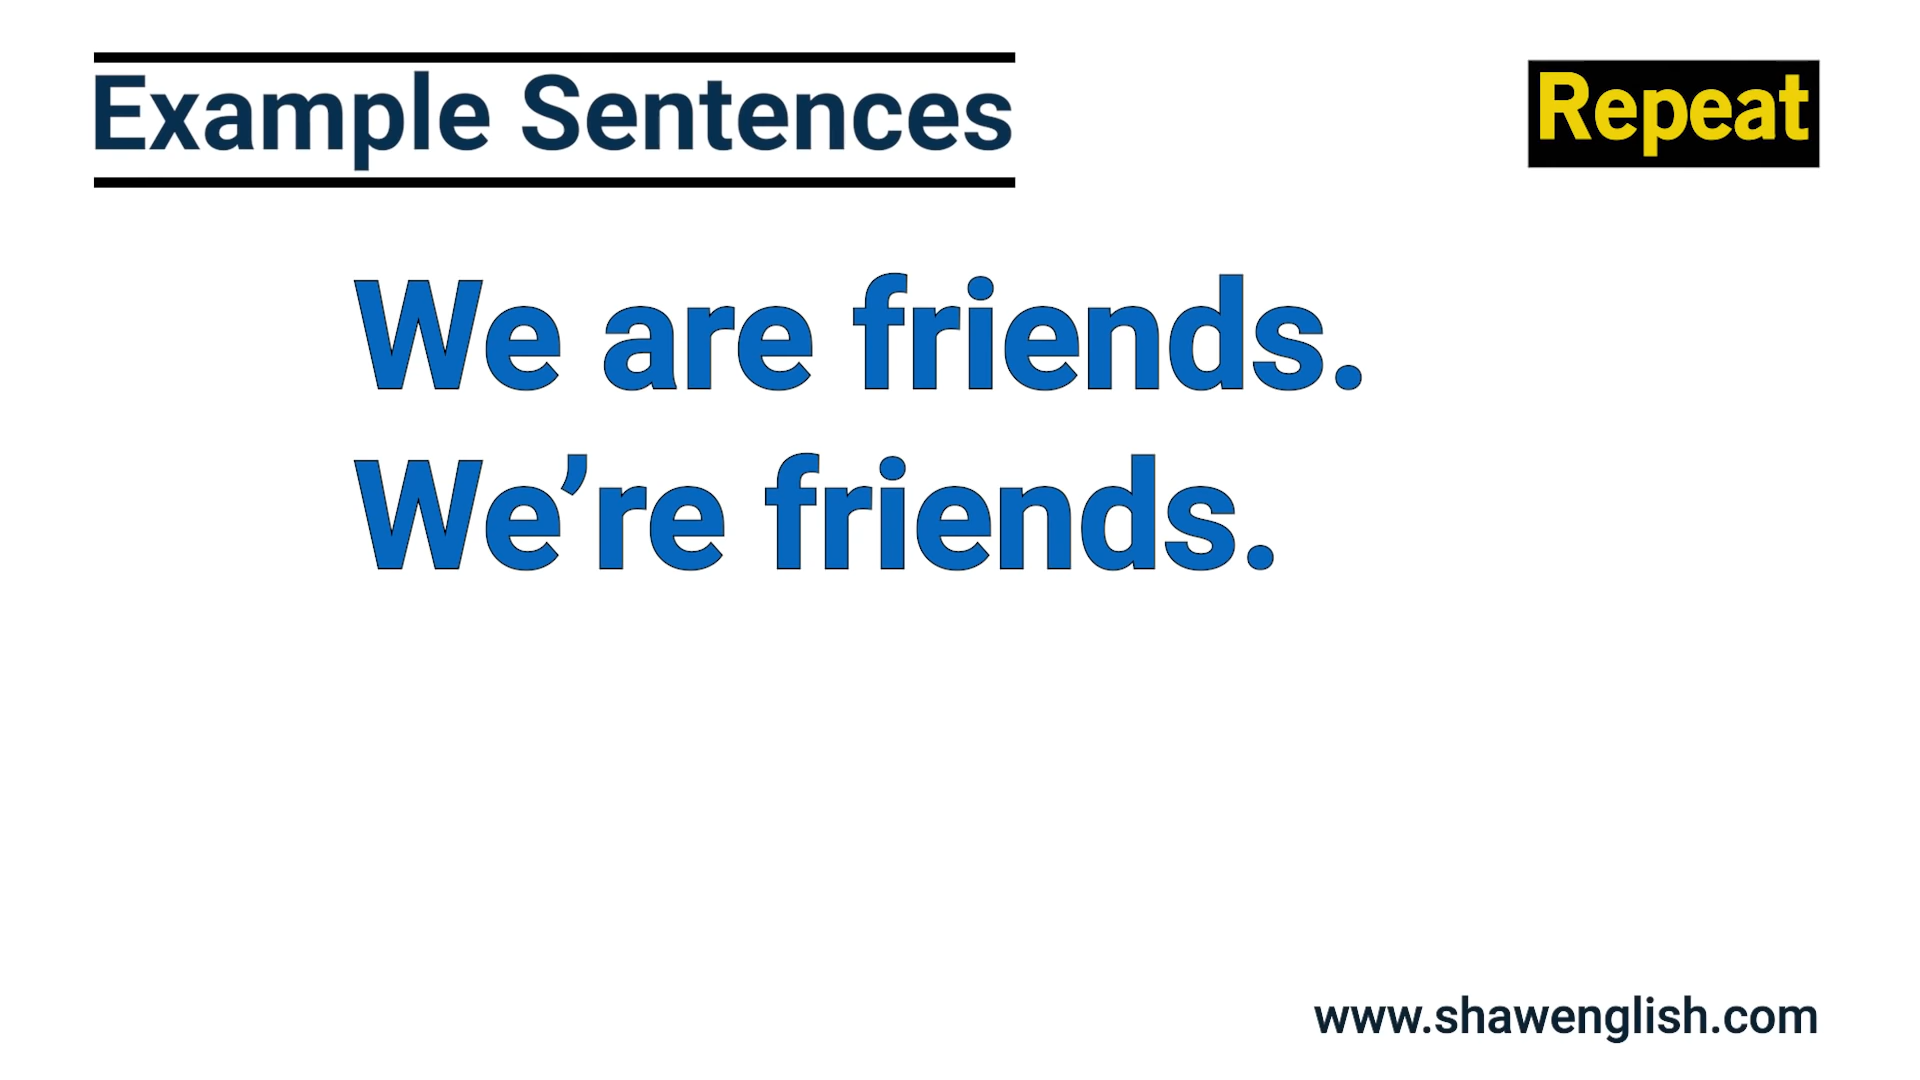 Example Sentences
Repeat
We are friends.
We’re friends.
www.shawenglish.com